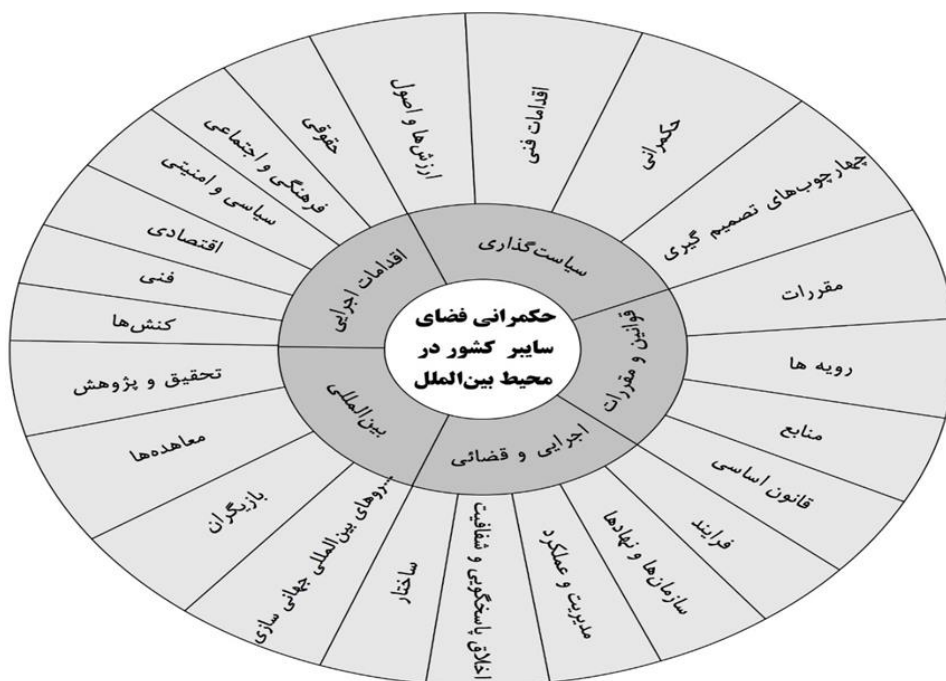 حکمرانی فضای
سایبر کشور در
محیط بین‌الملل
سیاست‌گذاری
قوانین و مقررات
اجرایی و قضائی
بین‌المللی
اقدامات اجرایی
ارزش‌ها و اصول
اقدامات فنی
حکمرانی
چهارچوب‌های تصمیم گیری
مقررات
رویه ها
منابع
قانون اساسی
فرایند
سازمان‌ها و نهادها
مدیریت و عملکرد
اخلاق پاسخگویی و شفافیت
ساختار
روهای بین‌المللی جهانی سازی...
بازیگران
معاهده‌ها
تحقیق و پژوهش
کنش‌ها
فنی
اقتصادی
سیاسی و امنیتی
فرهنگی و اجتماعی
حقوقی